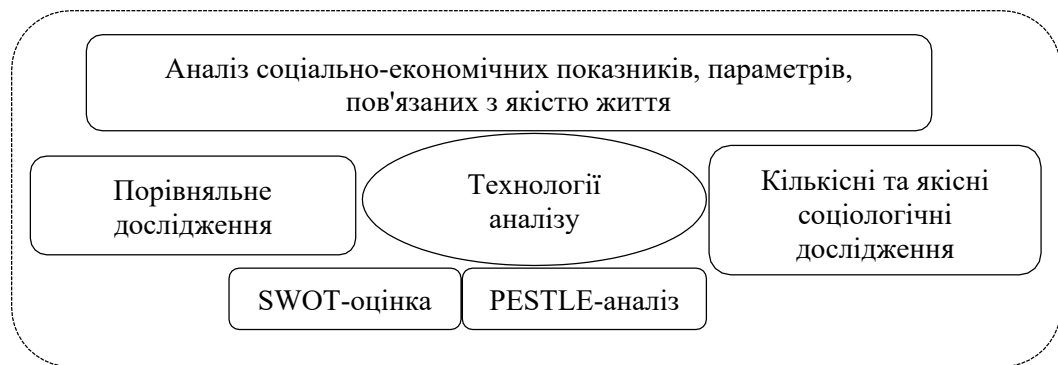 Аналіз соціально-економічних показників, параметрів,
пов'язаних з якістю життя
Порівняльне
дослідження
Технології
аналізу
Кількісні та якісні
соціологічні
дослідження
SWOT-оцінка
PESTLE-аналіз